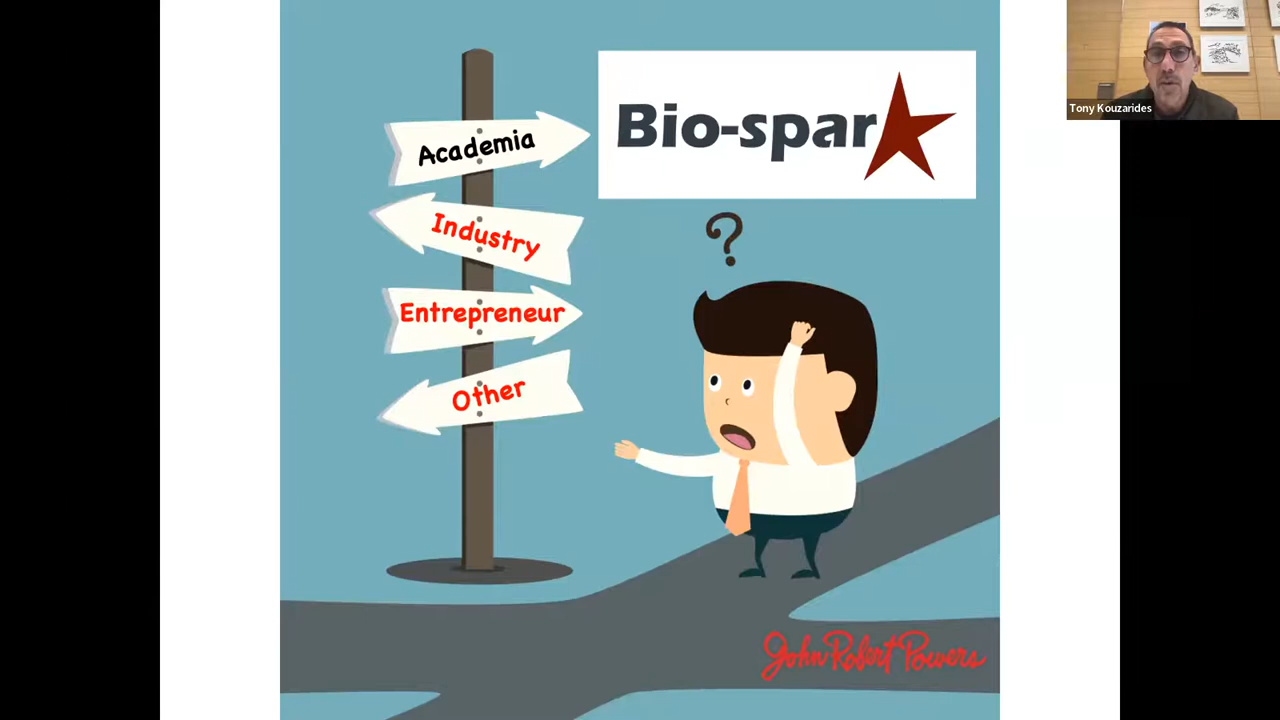 Academia
Industry
Entrepreneur
Other
Bio-spar
?
John Robert Powers
Tony Kouzarides